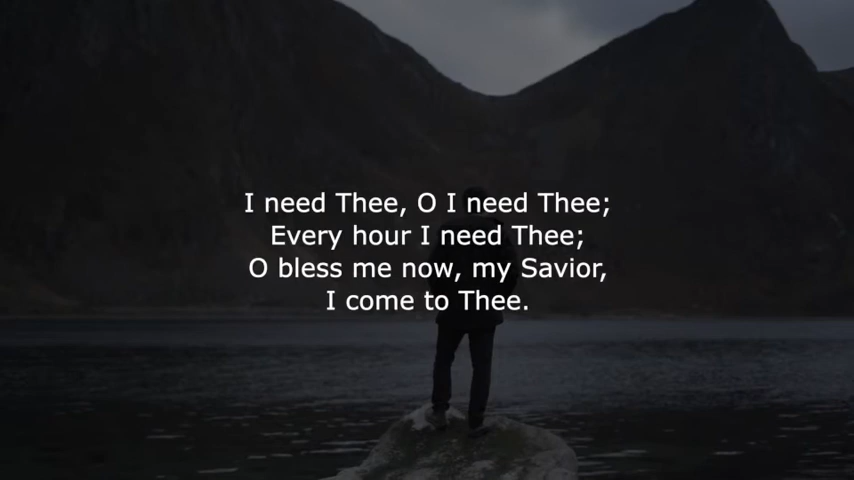 I need Thee, O I need Thee;
Every hour I need Thee;
O bless me now, my Savior,
I come to Thee.